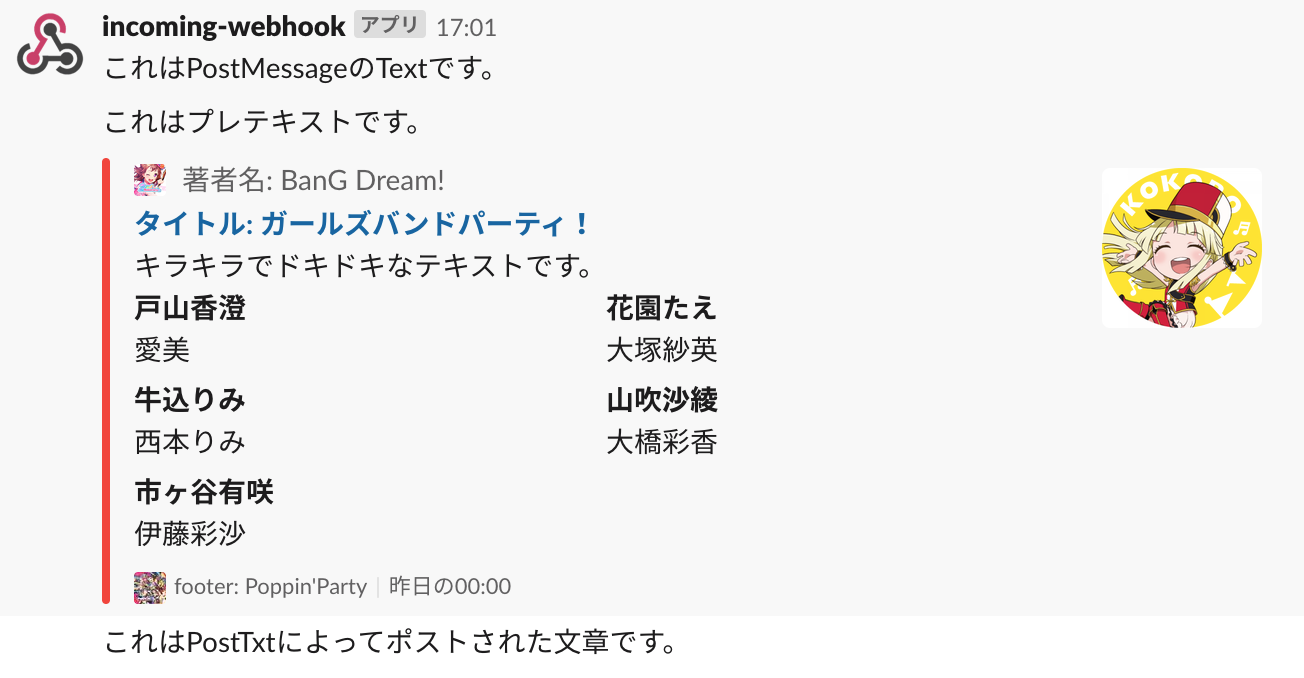 incoming-webhook アプリ 17:01
これはPostMessageのTextです。
これはプレテキストです。
著者名: BanG Dream!
タイトル: ガールズバンドパーティ！
キラキラでドキドキなテキストです。
戸山香澄 花園たえ
愛美 大塚紗英
牛込りみ 山吹沙綾
西本りみ 大橋彩香
市ヶ谷有咲
伊藤彩沙
footer: Poppin'Party | 昨日の00:00
これはPostTxtによってポストされた文章です。